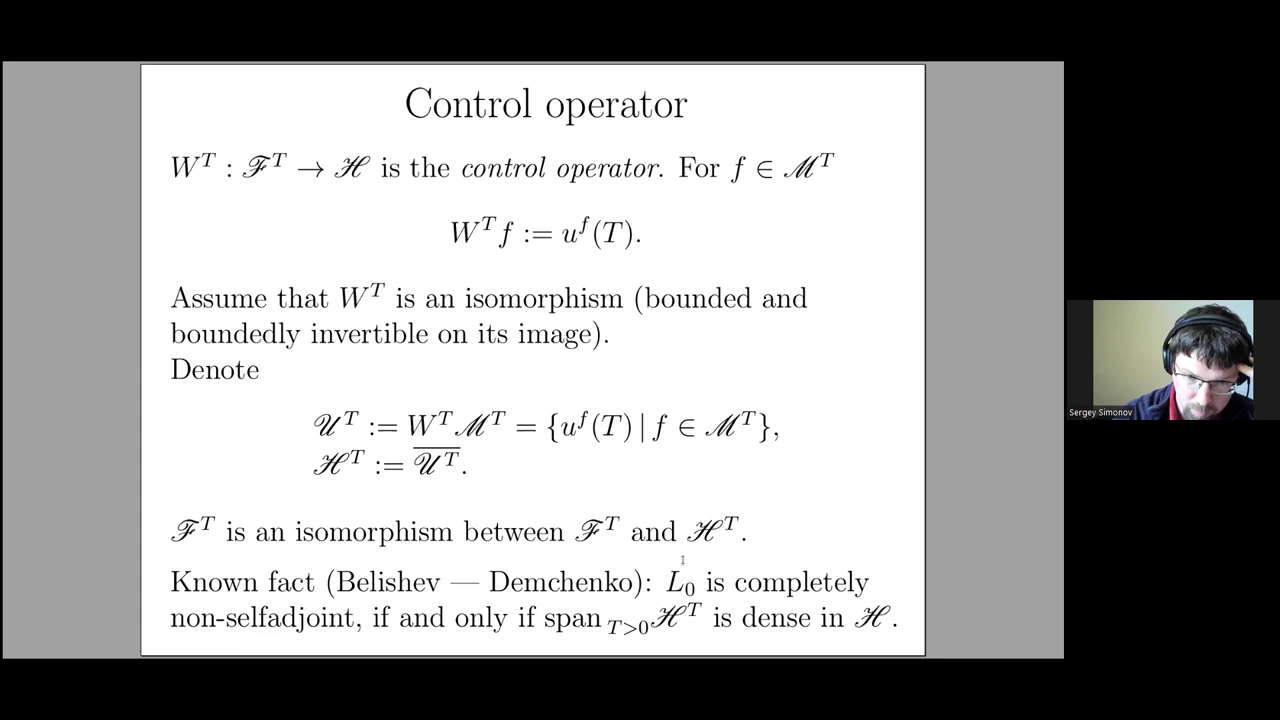 Control operator
W^T : ℱ^T → ℋ is the control operator. For f ∈ ℳ^T
W^T f := u^f(T).
Assume that W^T is an isomorphism (bounded and
boundedly invertible on its image).
Denote
𝒰^T := W^T ℳ^T = {u^f(T) | f ∈ ℳ^T},
ℋ^T := \overline{𝒰^T}.
ℱ^T is an isomorphism between ℱ^T and ℋ^T.
Known fact (Belishev — Demchenko): L_0 is completely
non-selfadjoint, if and only if span_{T>0} ℋ^T is dense in ℋ.
Sergey Simonov